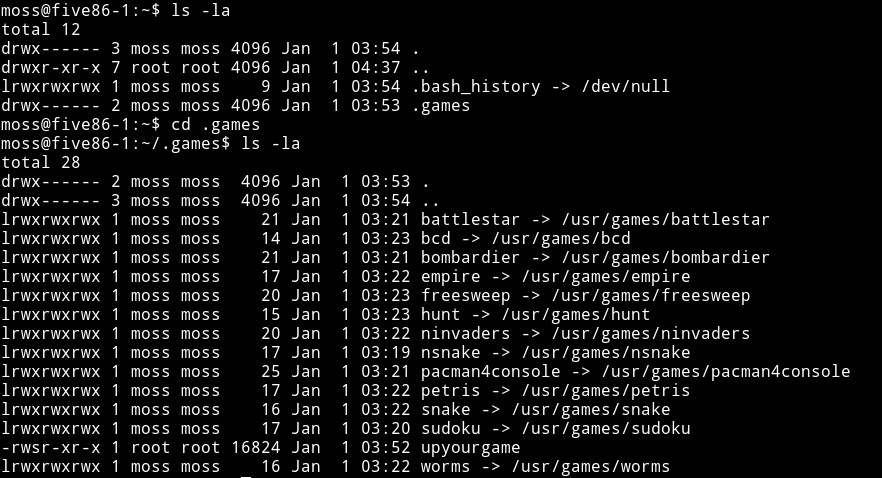 moss@five86-1:~$ ls -la
total 12
drwx------ 3 moss moss 4096 Jan  1 03:54 .
drwxr-xr-x 7 root root 4096 Jan  1 04:37 ..
lrwxrwxrwx 1 moss moss    9 Jan  1 03:54 .bash_history -> /dev/null
drwx------ 2 moss moss 4096 Jan  1 03:53 .games
moss@five86-1:~$ cd .games
moss@five86-1:~/.games$ ls -la
total 28
drwx------ 2 moss moss  4096 Jan  1 03:53 .
drwx------ 3 moss moss  4096 Jan  1 03:54 ..
lrwxrwxrwx 1 moss moss    21 Jan  1 03:21 battlestar -> /usr/games/battlestar
lrwxrwxrwx 1 moss moss    14 Jan  1 03:23 bcd -> /usr/games/bcd
lrwxrwxrwx 1 moss moss    21 Jan  1 03:21 bombardier -> /usr/games/bombardier
lrwxrwxrwx 1 moss moss    17 Jan  1 03:22 empire -> /usr/games/empire
lrwxrwxrwx 1 moss moss    20 Jan  1 03:23 freesweep -> /usr/games/freesweep
lrwxrwxrwx 1 moss moss    15 Jan  1 03:23 hunt -> /usr/games/hunt
lrwxrwxrwx 1 moss moss    20 Jan  1 03:22 ninvaders -> /usr/games/ninvaders
lrwxrwxrwx 1 moss moss    17 Jan  1 03:19 nsnake -> /usr/games/nsnake
lrwxrwxrwx 1 moss moss    25 Jan  1 03:21 pacman4console -> /usr/games/pacman4console
lrwxrwxrwx 1 moss moss    17 Jan  1 03:22 petris -> /usr/games/petris
lrwxrwxrwx 1 moss moss    16 Jan  1 03:22 snake -> /usr/games/snake
lrwxrwxrwx 1 moss moss    17 Jan  1 03:20 sudoku -> /usr/games/sudoku
-rwsr-xr-x 1 root root 16824 Jan  1 03:52 upyourgame
lrwxrwxrwx 1 moss moss    16 Jan  1 03:22 worms -> /usr/games/worms